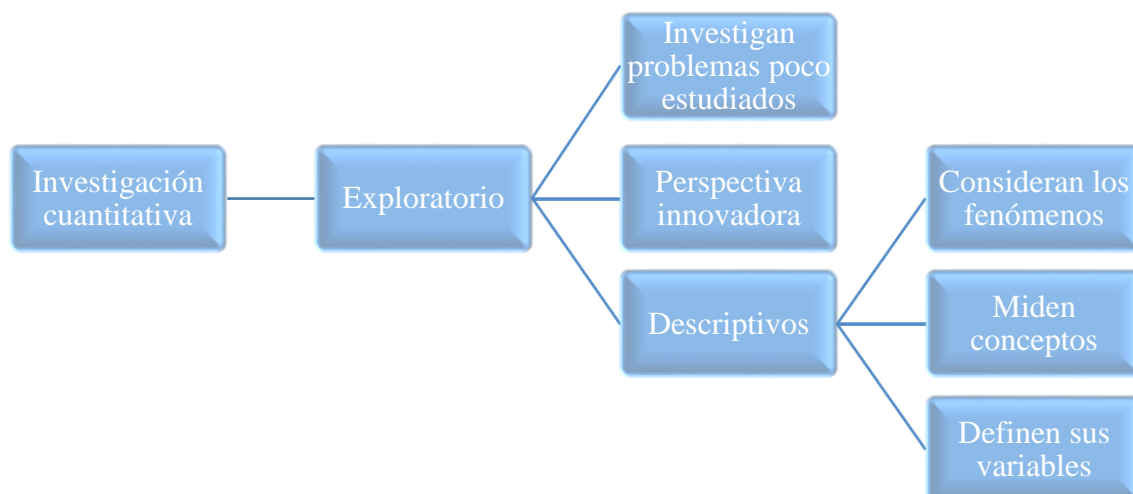 Investigación
cuantitativa
Exploratorio
Investigan
problemas poco
estudiados
Perspectiva
innovadora
Descriptivos
Consideran los
fenómenos
Miden
conceptos
Definen sus
variables